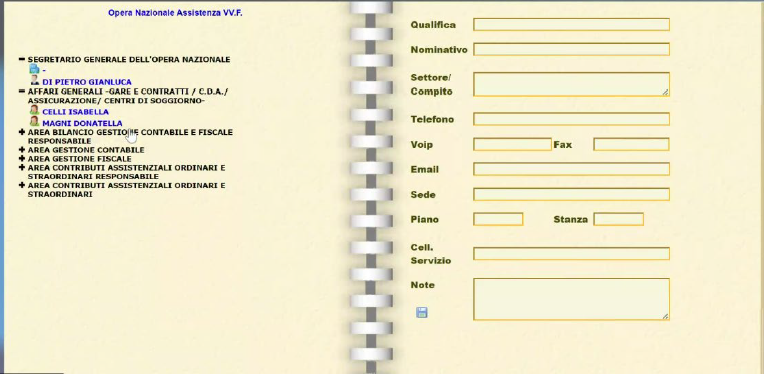 Opera Nazionale Assistenza VV.F.
SEGRETARIO GENERALE DELL'OPERA NAZIONALE
-
DI PIETRO GIANLUCA
AFFARI GENERALI -GARE E CONTRATTI / C.D.A./
ASSICURAZIONE/ CENTRI DI SOGGIORNO-
CELLI ISABELLA
MAGNI DONATELLA
AREA BILANCIO GESTIONE CONTABILE E FISCALE
RESPONSABILE
AREA GESTIONE CONTABILE
AREA GESTIONE FISCALE
AREA CONTRIBUTI ASSISTENZIALI ORDINARI E
STRAORDINARI RESPONSABILE
AREA CONTRIBUTI ASSISTENZIALI ORDINARI E
STRAORDINARI
Qualifica
Nominativo
Settore/
Compito
Telefono
Voip Fax
Email
Sede
Piano Stanza
Cell.
Servizio
Note